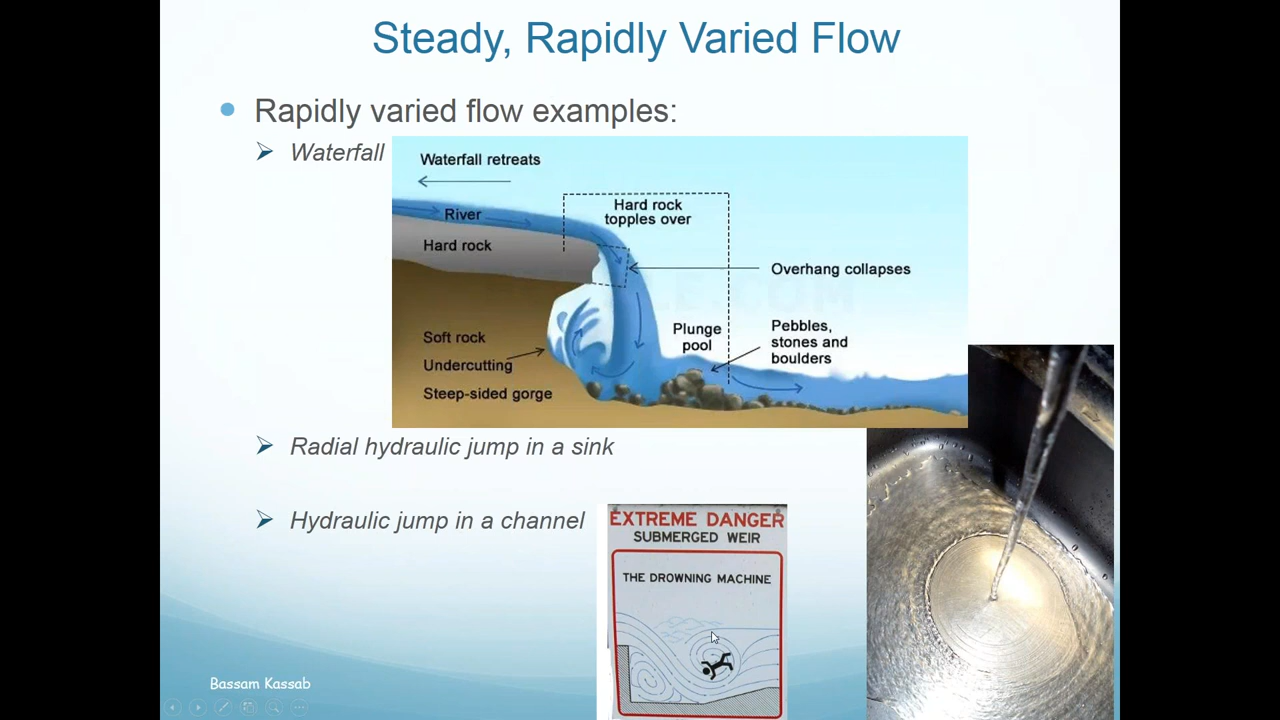 Steady, Rapidly Varied Flow
Rapidly varied flow examples:
Waterfall
Waterfall retreats
River
Hard rock
Hard rock
topples over
Overhang collapses
Soft rock
Undercutting
Steep-sided gorge
Plunge
pool
Pebbles,
stones and
boulders
Radial hydraulic jump in a sink
Hydraulic jump in a channel
EXTREME DANGER
SUBMERGED WEIR
THE DROWNING MACHINE
Bassam Kassab